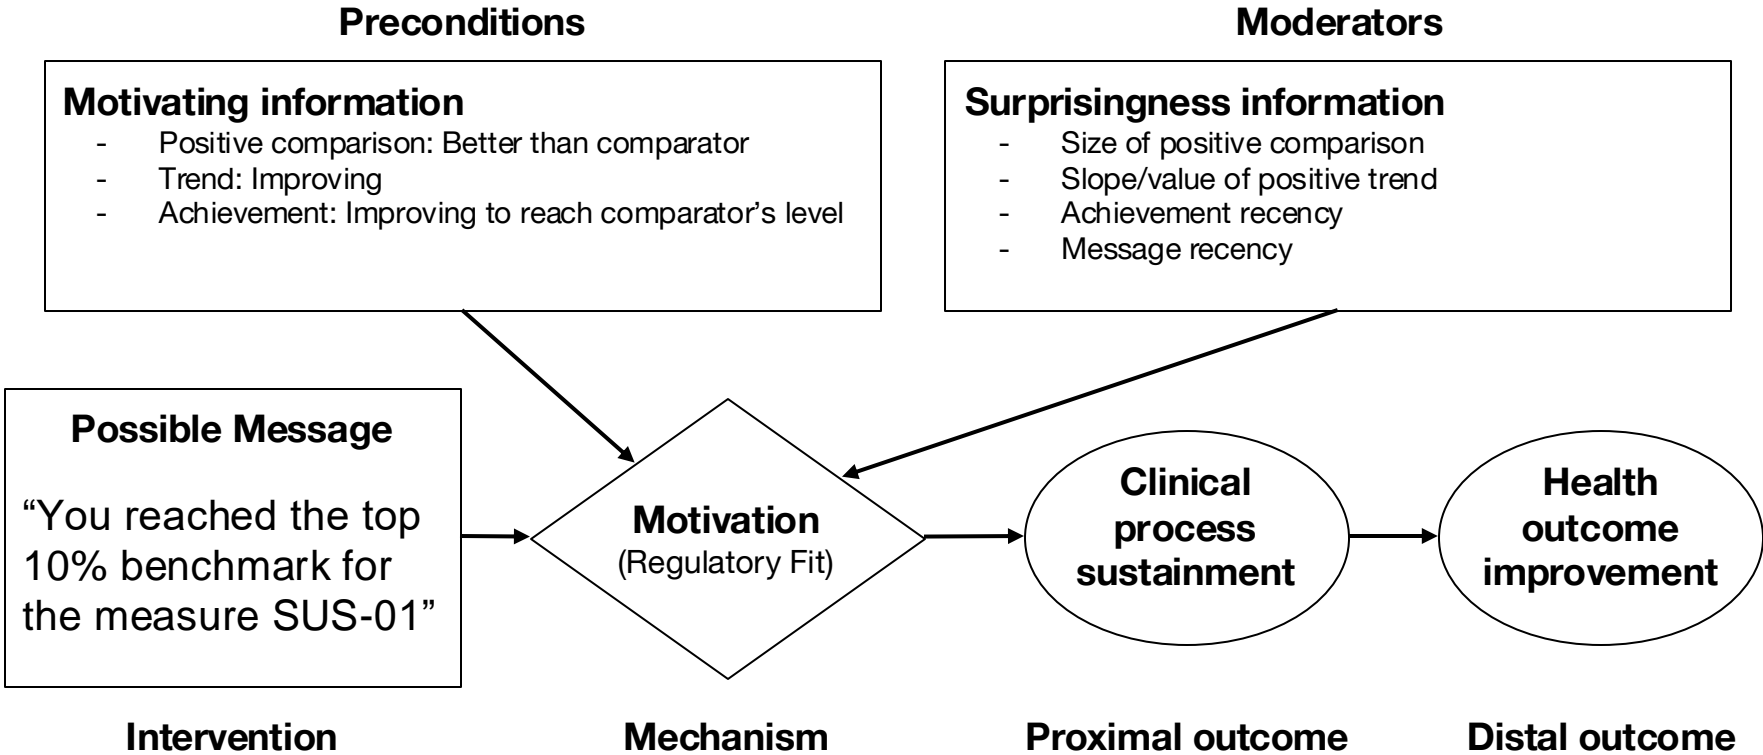 Preconditions
Moderators
Motivating information
- Positive comparison: Better than comparator
- Trend: Improving
- Achievement: Improving to reach comparator’s level
Surprisingness information
- Size of positive comparison
- Slope/value of positive trend
- Achievement recency
- Message recency
Possible Message
“You reached the top
10% benchmark for
the measure SUS-01”
Motivation
(Regulatory Fit)
Clinical
process
sustainment
Health
outcome
improvement
Intervention
Mechanism
Proximal outcome
Distal outcome